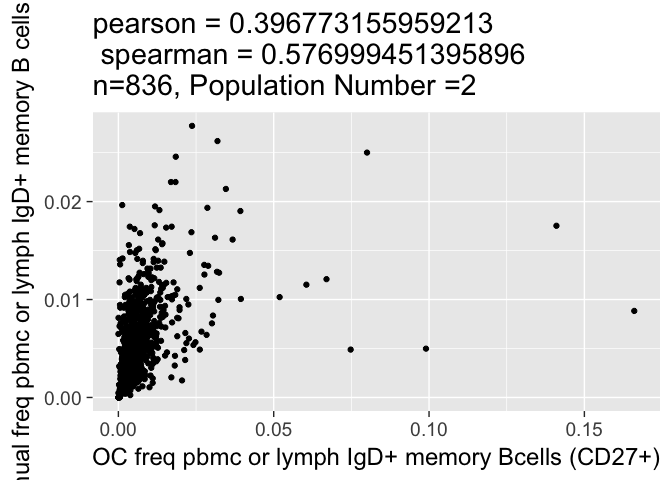 pearson = 0.396773155959213
spearman = 0.576999451395896
n=836, Population Number =2
nual freq pbmc or lymph IgD+ memory B cells
0.02
0.01
0.00
0.00 0.05 0.10 0.15
OC freq pbmc or lymph IgD+ memory Bcells (CD27+)